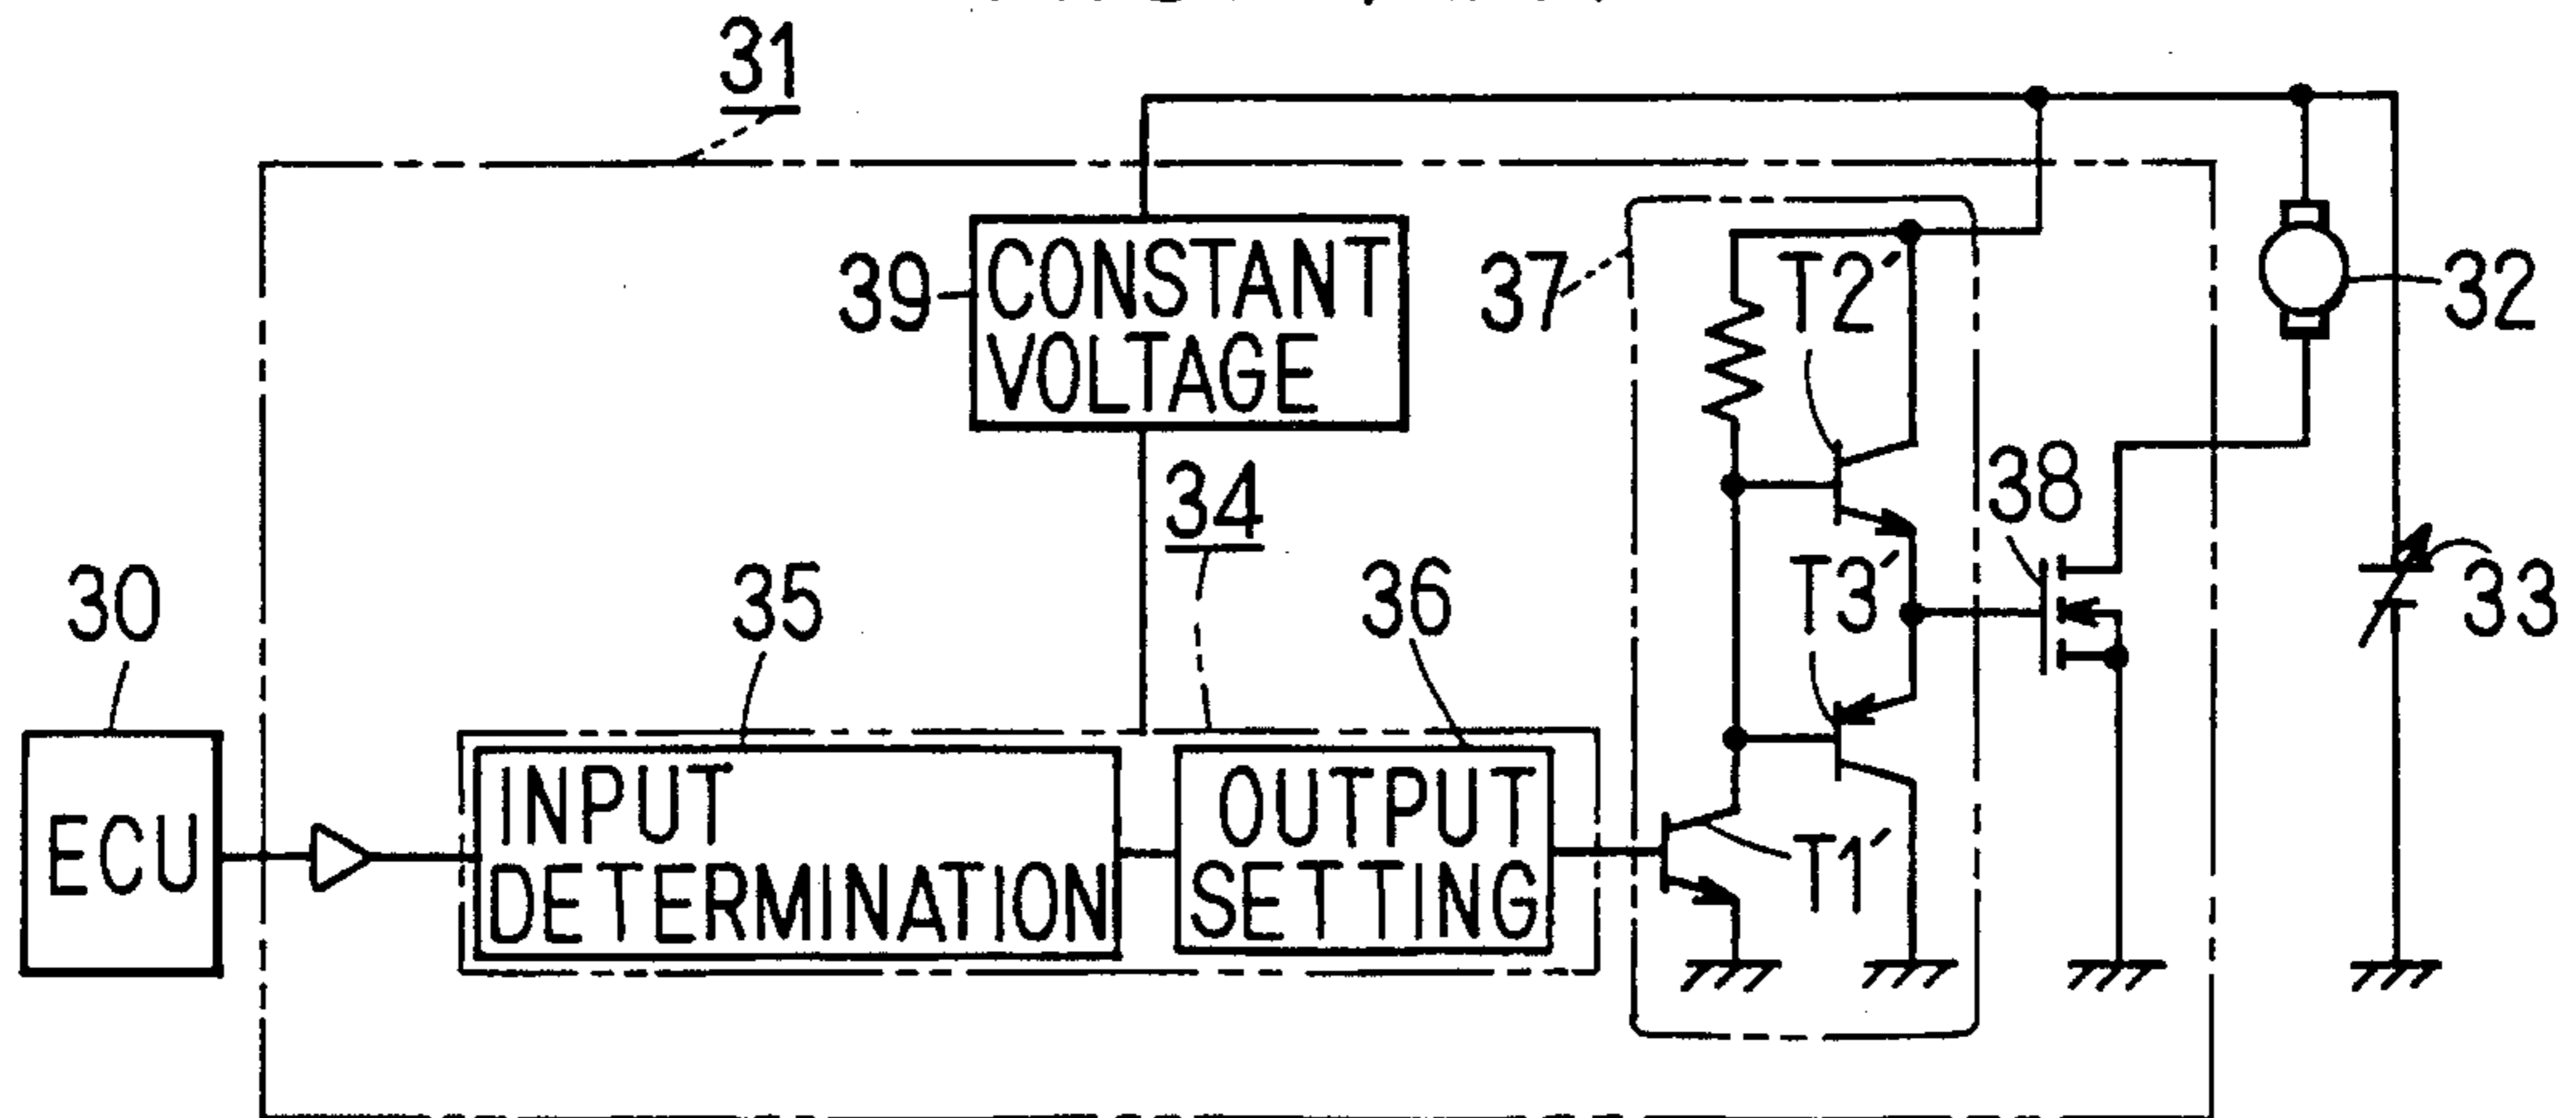 31
39
CONSTANT
VOLTAGE
37
T2´
32
34
38
T3´
33
30
35
36
ECU
INPUT
DETERMINATION
OUTPUT
SETTING
T1´